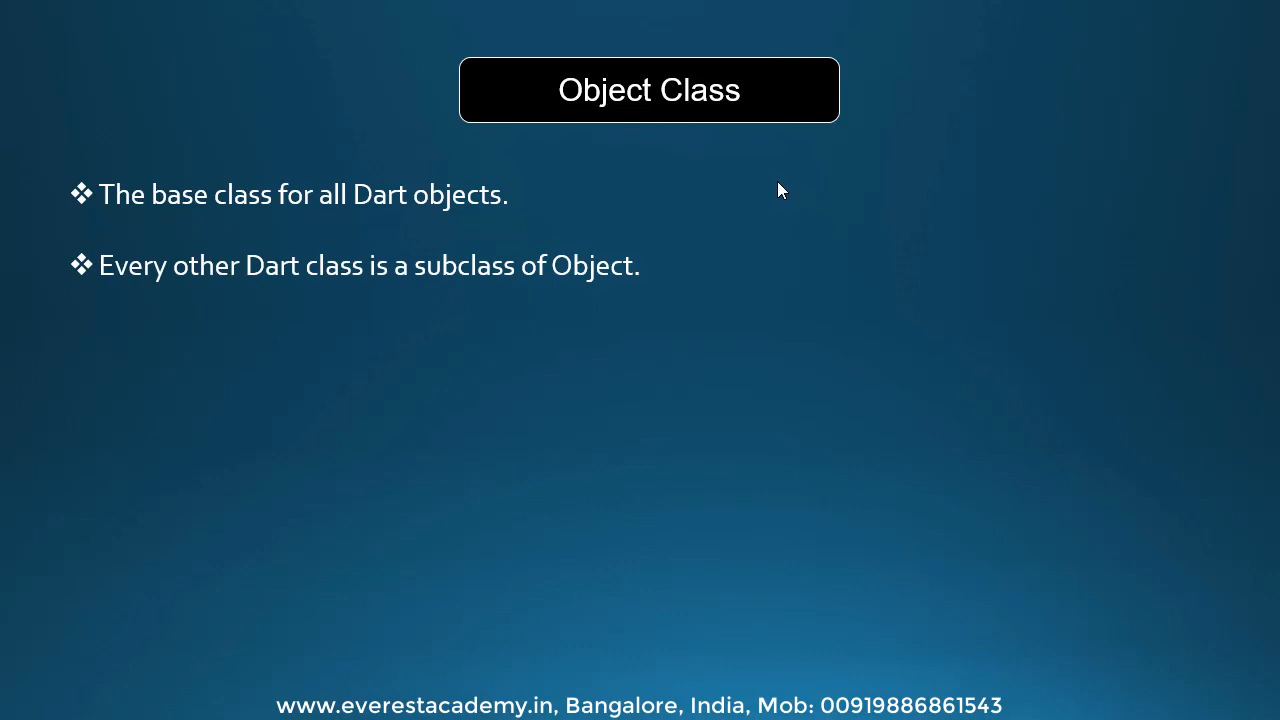 Object Class
❖ The base class for all Dart objects.
❖ Every other Dart class is a subclass of Object.
www.everestacademy.in, Bangalore, India, Mob: 00919886861543